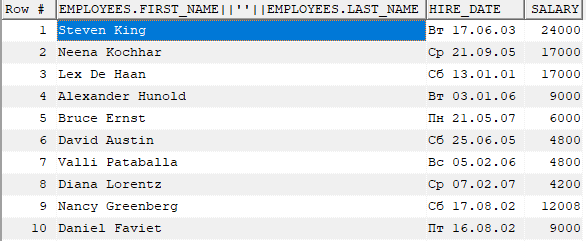 Row # EMPLOYEES.FIRST_NAME||''||EMPLOYEES.LAST_NAME HIRE_DATE SALARY
1 Steven King Вт 17.06.03 24000
2 Neena Kochhar Ср 21.09.05 17000
3 Lex De Haan Сб 13.01.01 17000
4 Alexander Hunold Вт 03.01.06 9000
5 Bruce Ernst Пн 21.05.07 6000
6 David Austin Сб 25.06.05 4800
7 Valli Pataballa Вс 05.02.06 4800
8 Diana Lorentz Ср 07.02.07 4200
9 Nancy Greenberg Сб 17.08.02 12008
10 Daniel Faviet Пт 16.08.02 9000